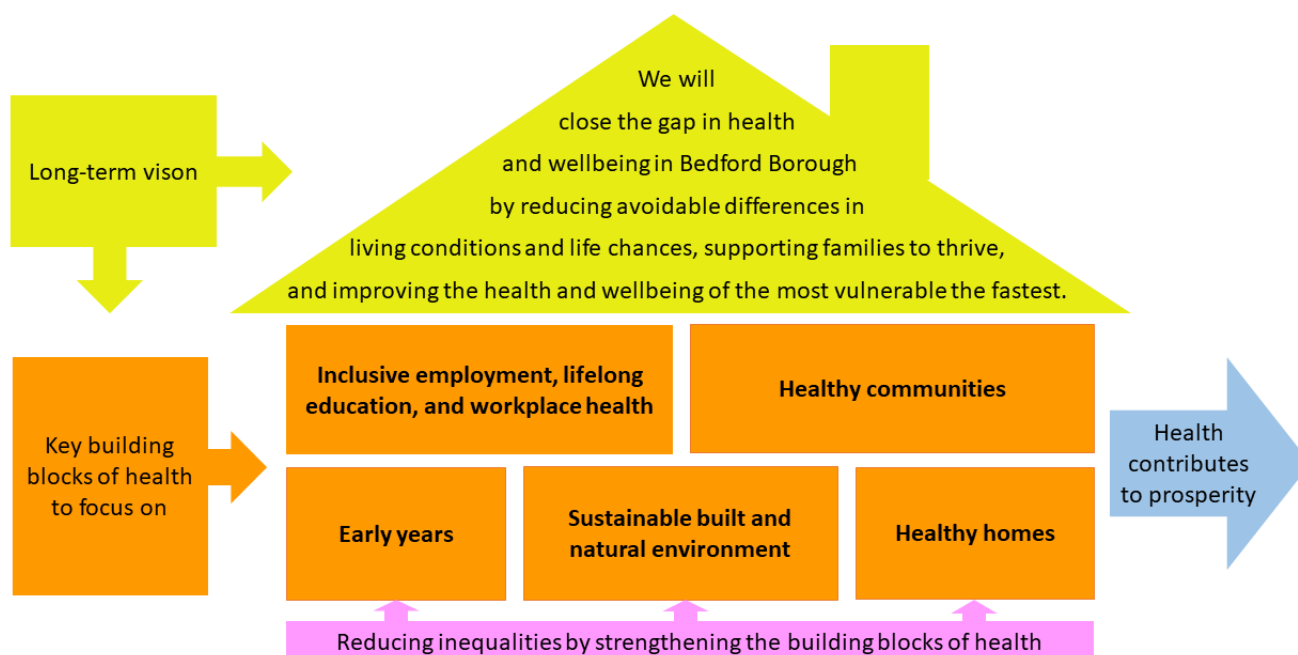 Long-term vison
We will
close the gap in health
and wellbeing in Bedford Borough
by reducing avoidable differences in
living conditions and life chances, supporting families to thrive,
and improving the health and wellbeing of the most vulnerable the fastest.
Key building
blocks of health
to focus on
Inclusive employment, lifelong
education, and workplace health
Healthy communities
Early years
Sustainable built and
natural environment
Healthy homes
Health
contributes
to prosperity
Reducing inequalities by strengthening the building blocks of health